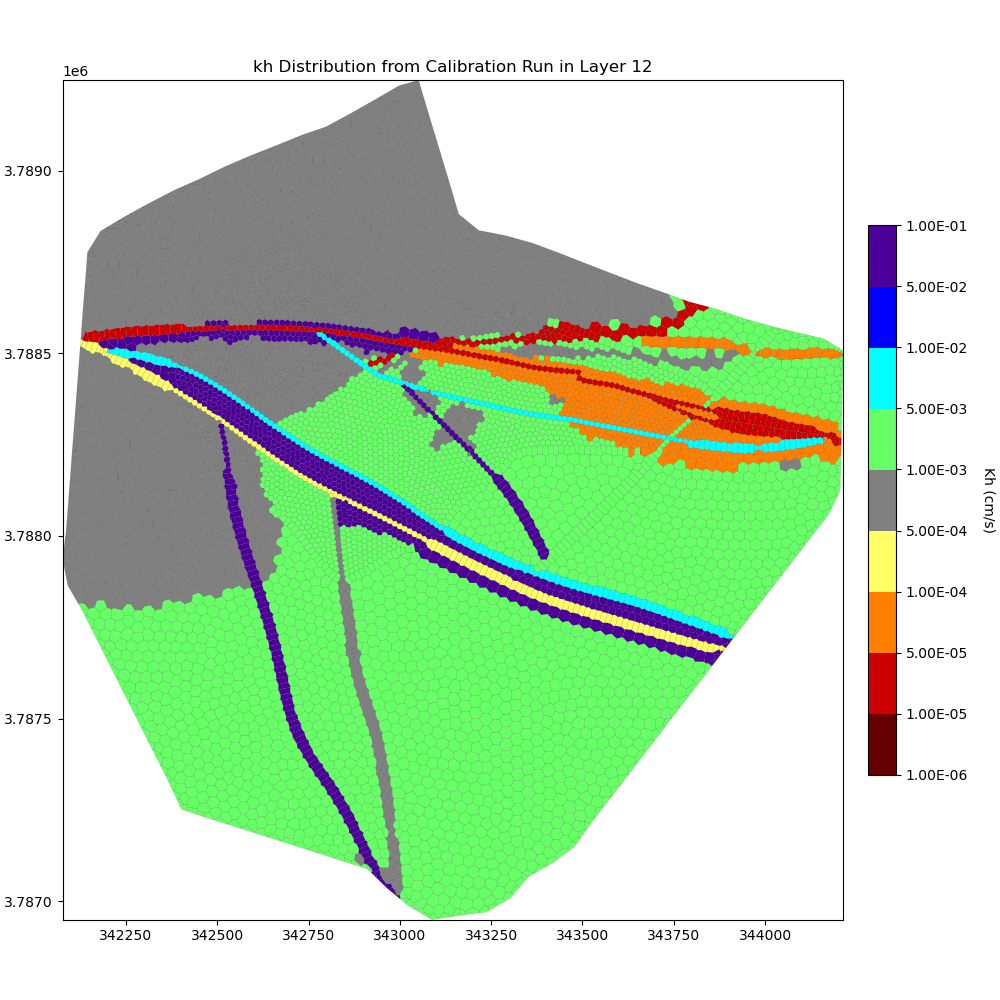 kh Distribution from Calibration Run in Layer 12
1e6
3.7890
3.7885
3.7880
3.7875
3.7870
342250 342500 342750 343000 343250 343500 343750 344000
1.00E-01
5.00E-02
1.00E-02
5.00E-03
1.00E-03
5.00E-04
1.00E-04
5.00E-05
1.00E-05
1.00E-06
Kh (cm/s)